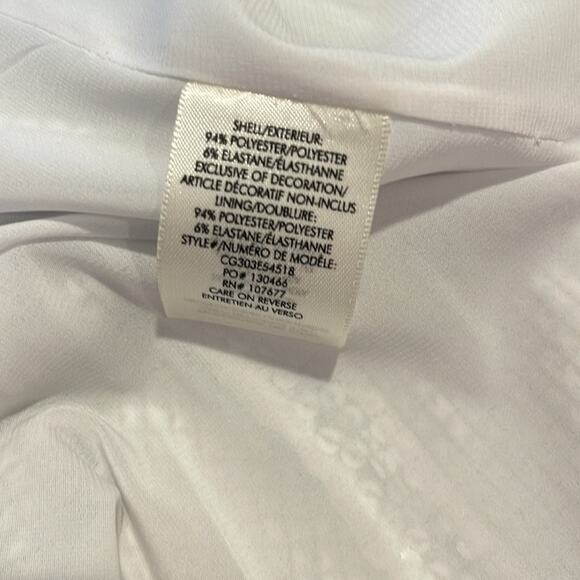 SHELL/EXTERIEUR:
94% POLYESTER/POLYESTER
6% ELASTANE/ÉLASTHANNE
EXCLUSIVE OF DECORATION/
ARTICLE DÉCORATIF NON-INCLUS
LINING/DOUBLURE:
94% POLYESTER/POLYESTER
6% ELASTANE/ÉLASTHANNE
STYLE#/NUMÉRO DE MODÈLE:
CG303E54518
PO# 130466
RN# 107677
CARE ON REVERSE
ENTRETIEN AU VERSO